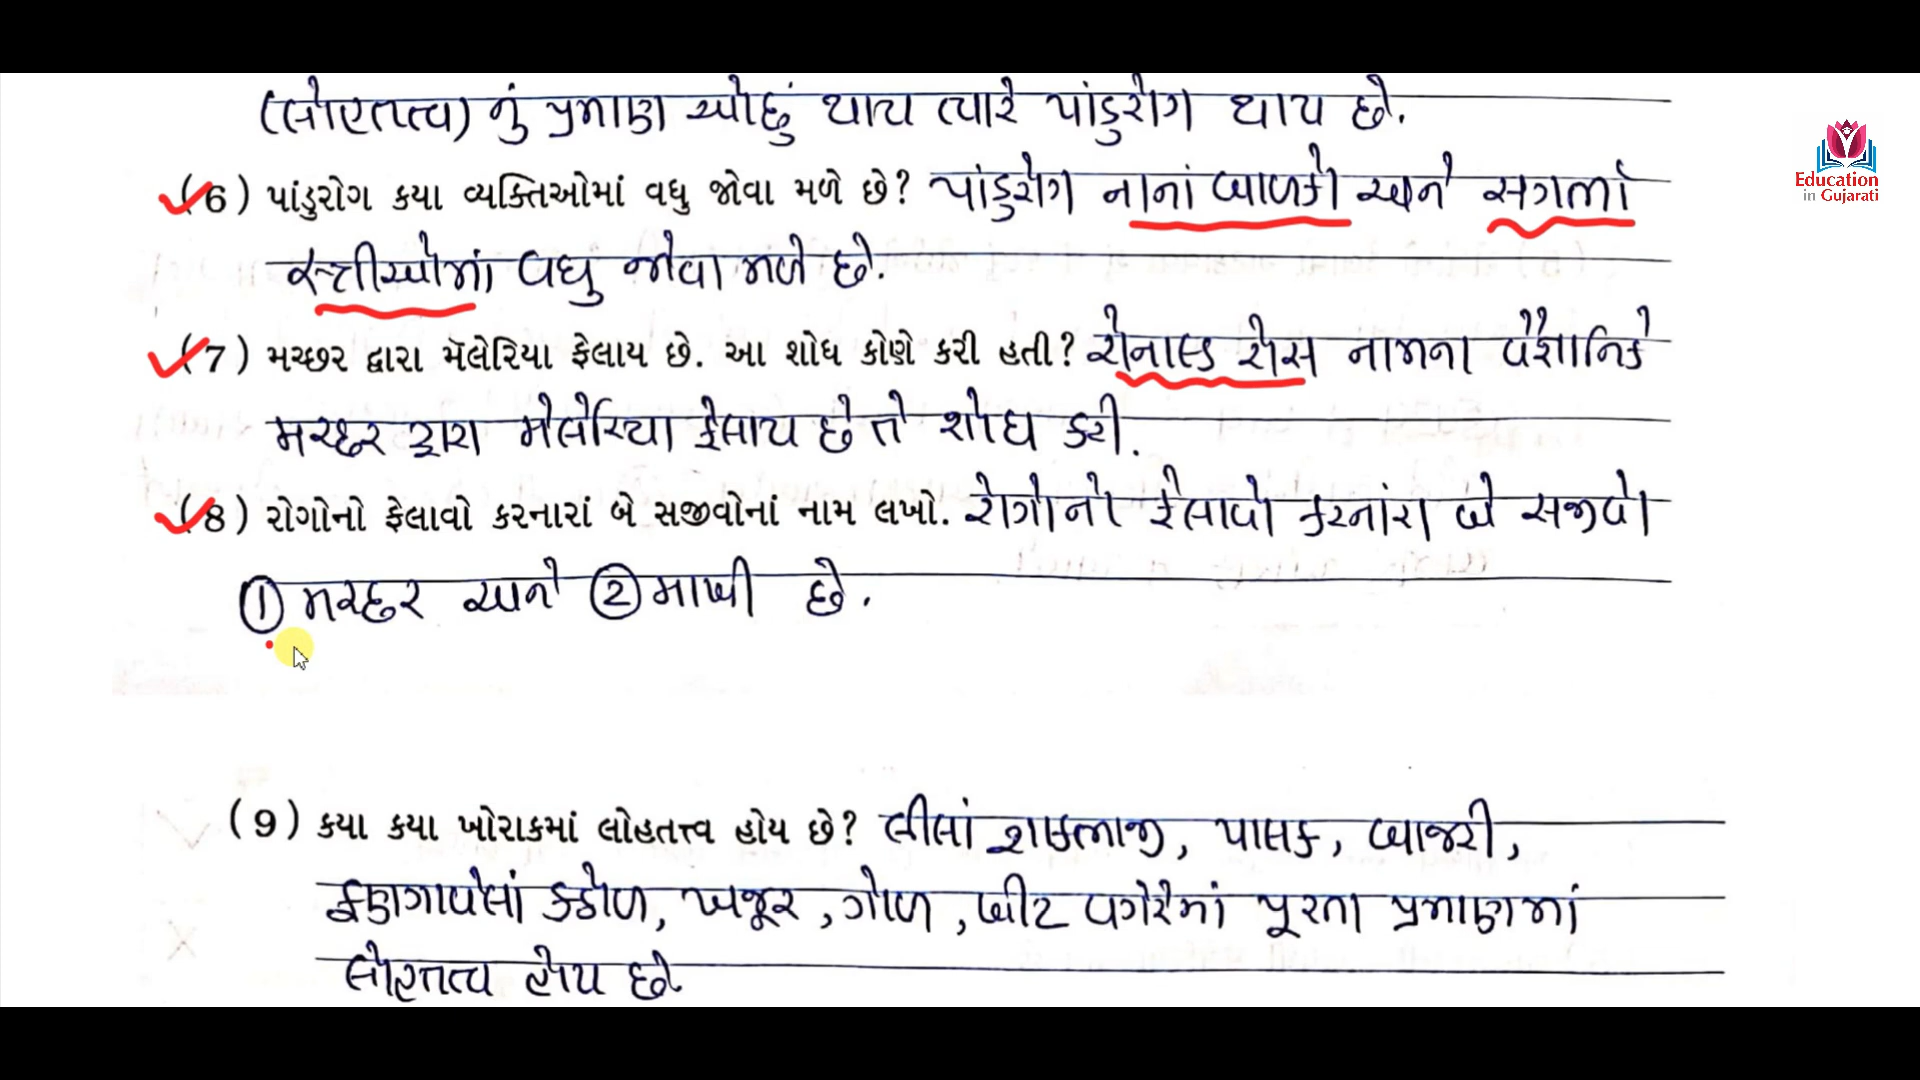 (લોહતત્વ) નું પ્રમાણ ઓછું થાય ત્યારે પાંડુરોગ થાય છે.
(6) પાંડુરોગ કયા વ્યક્તિઓમાં વધુ જોવા મળે છે? પાંડુરોગ નાનાં બાળકો અને સગર્ભા
સ્ત્રીઓમાં વધુ જોવા મળે છે.
(7) મચ્છર દ્વારા મૅલેરિયા ફેલાય છે. આ શોધ કોણે કરી હતી? રોનાલ્ડ રોસ નામના વૈજ્ઞાનિકે
મચ્છર દ્વારા મેલેરિયા ફેલાય છે તે શોધ કરી.
(8) રોગોનો ફેલાવો કરનારાં બે સજીવોનાં નામ લખો. રોગોનો ફેલાવો કરનાંરા બે સજીવો
① મચ્છર અને ② માખી છે.
(9) કયા કયા ખોરાકમાં લોહતત્ત્વ હોય છે? લીલાં શાકભાજી, પાલક, બાજરી,
ફણગાવેલાં કઠોળ, ખજૂર, ગોળ, બીટ વગેરેમાં પૂરતા પ્રમાણમાં
લોહતત્વ હોય છે.
Education
in Gujarati